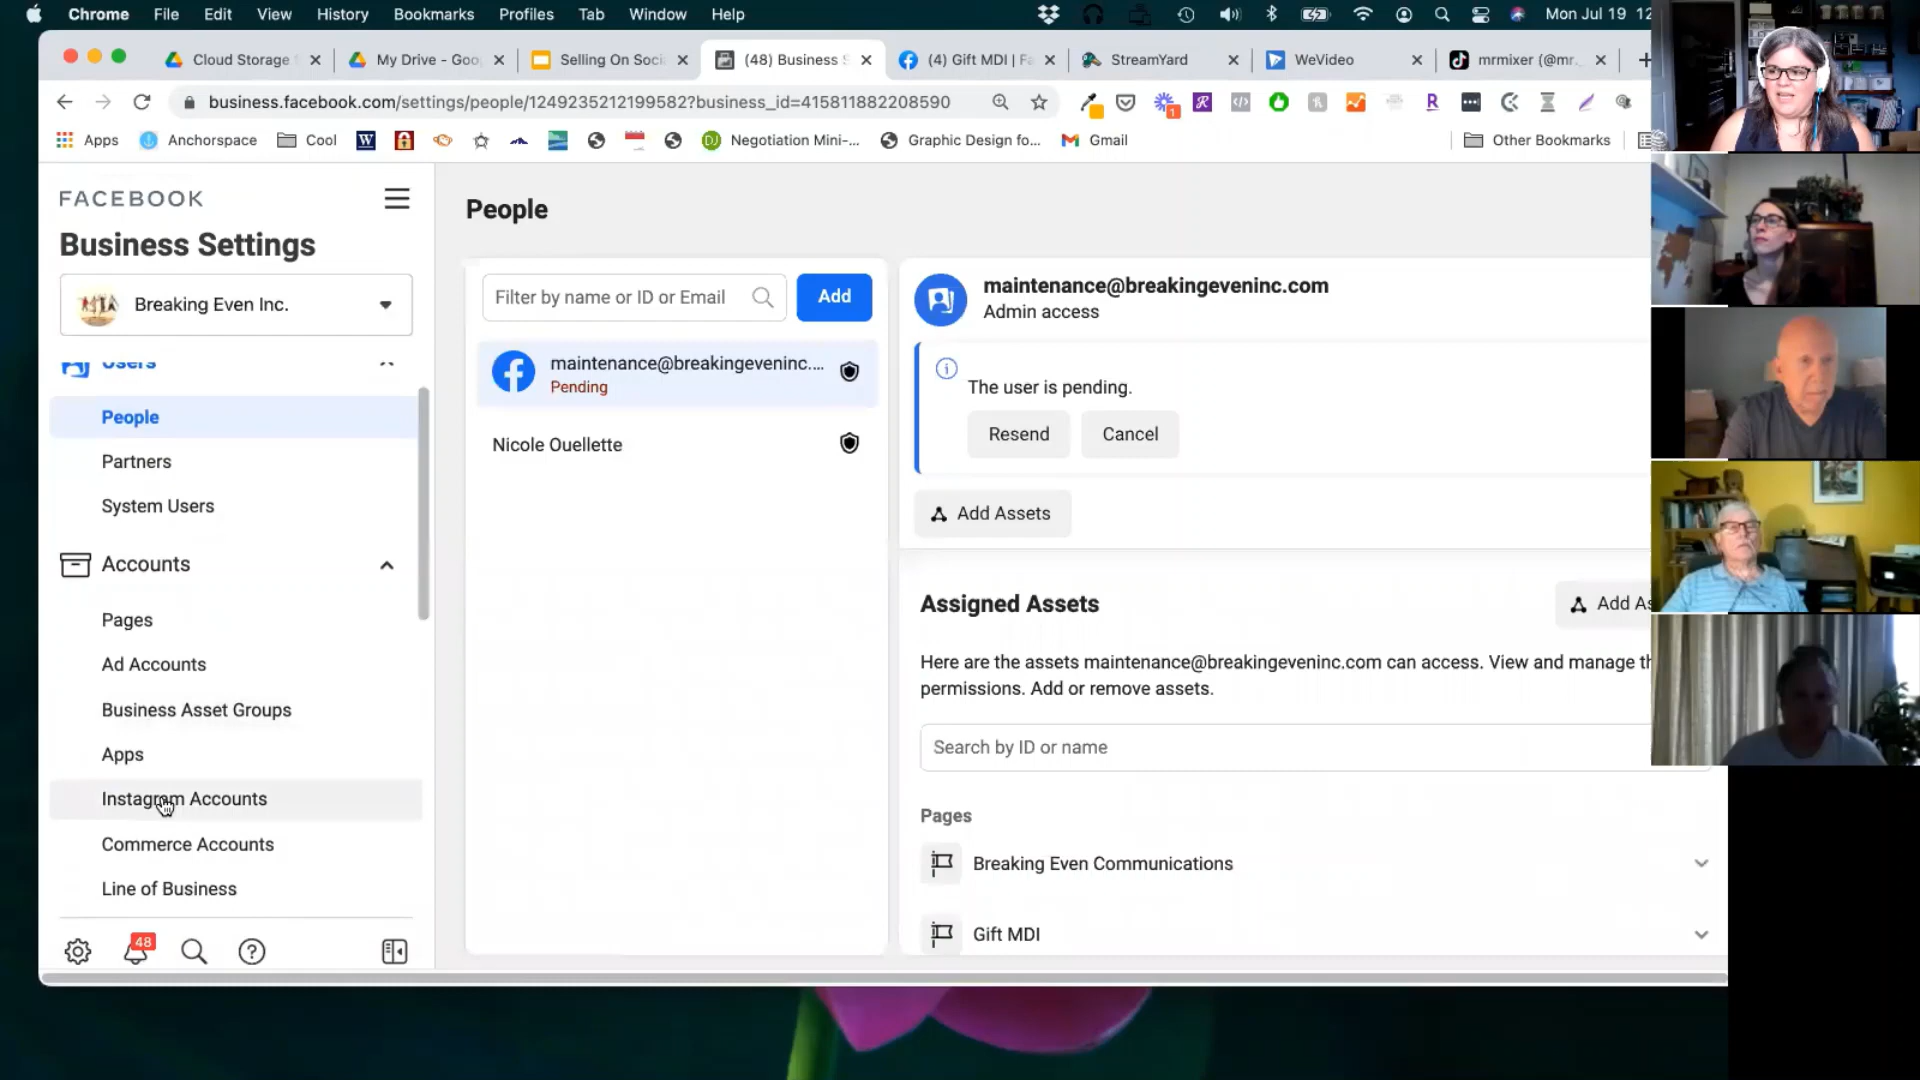 Chrome File Edit View History Bookmarks Profiles Tab Window Help Mon Jul 19 12
Cloud Storage My Drive - Goo Selling On Soci (48) Business S (4) Gift MDI | Fa StreamYard WeVideo mrmixer (@mr.
business.facebook.com/settings/people/1249235212199582?business_id=415811882208590
Apps Anchorspace Cool Negotiation Mini-... Graphic Design fo... Gmail Other Bookmarks
FACEBOOK
Business Settings
Breaking Even Inc.
Users
People
Partners
System Users
Accounts
Pages
Ad Accounts
Business Asset Groups
Apps
Instagram Accounts
Commerce Accounts
Line of Business
48
People
Filter by name or ID or Email
Add
maintenance@breakingeveninc....
Pending
Nicole Ouellette
maintenance@breakingeveninc.com
Admin access
The user is pending.
Resend Cancel
Add Assets
Assigned Assets
Add As
Here are the assets maintenance@breakingeveninc.com can access. View and manage th
permissions. Add or remove assets.
Search by ID or name
Pages
Breaking Even Communications
Gift MDI